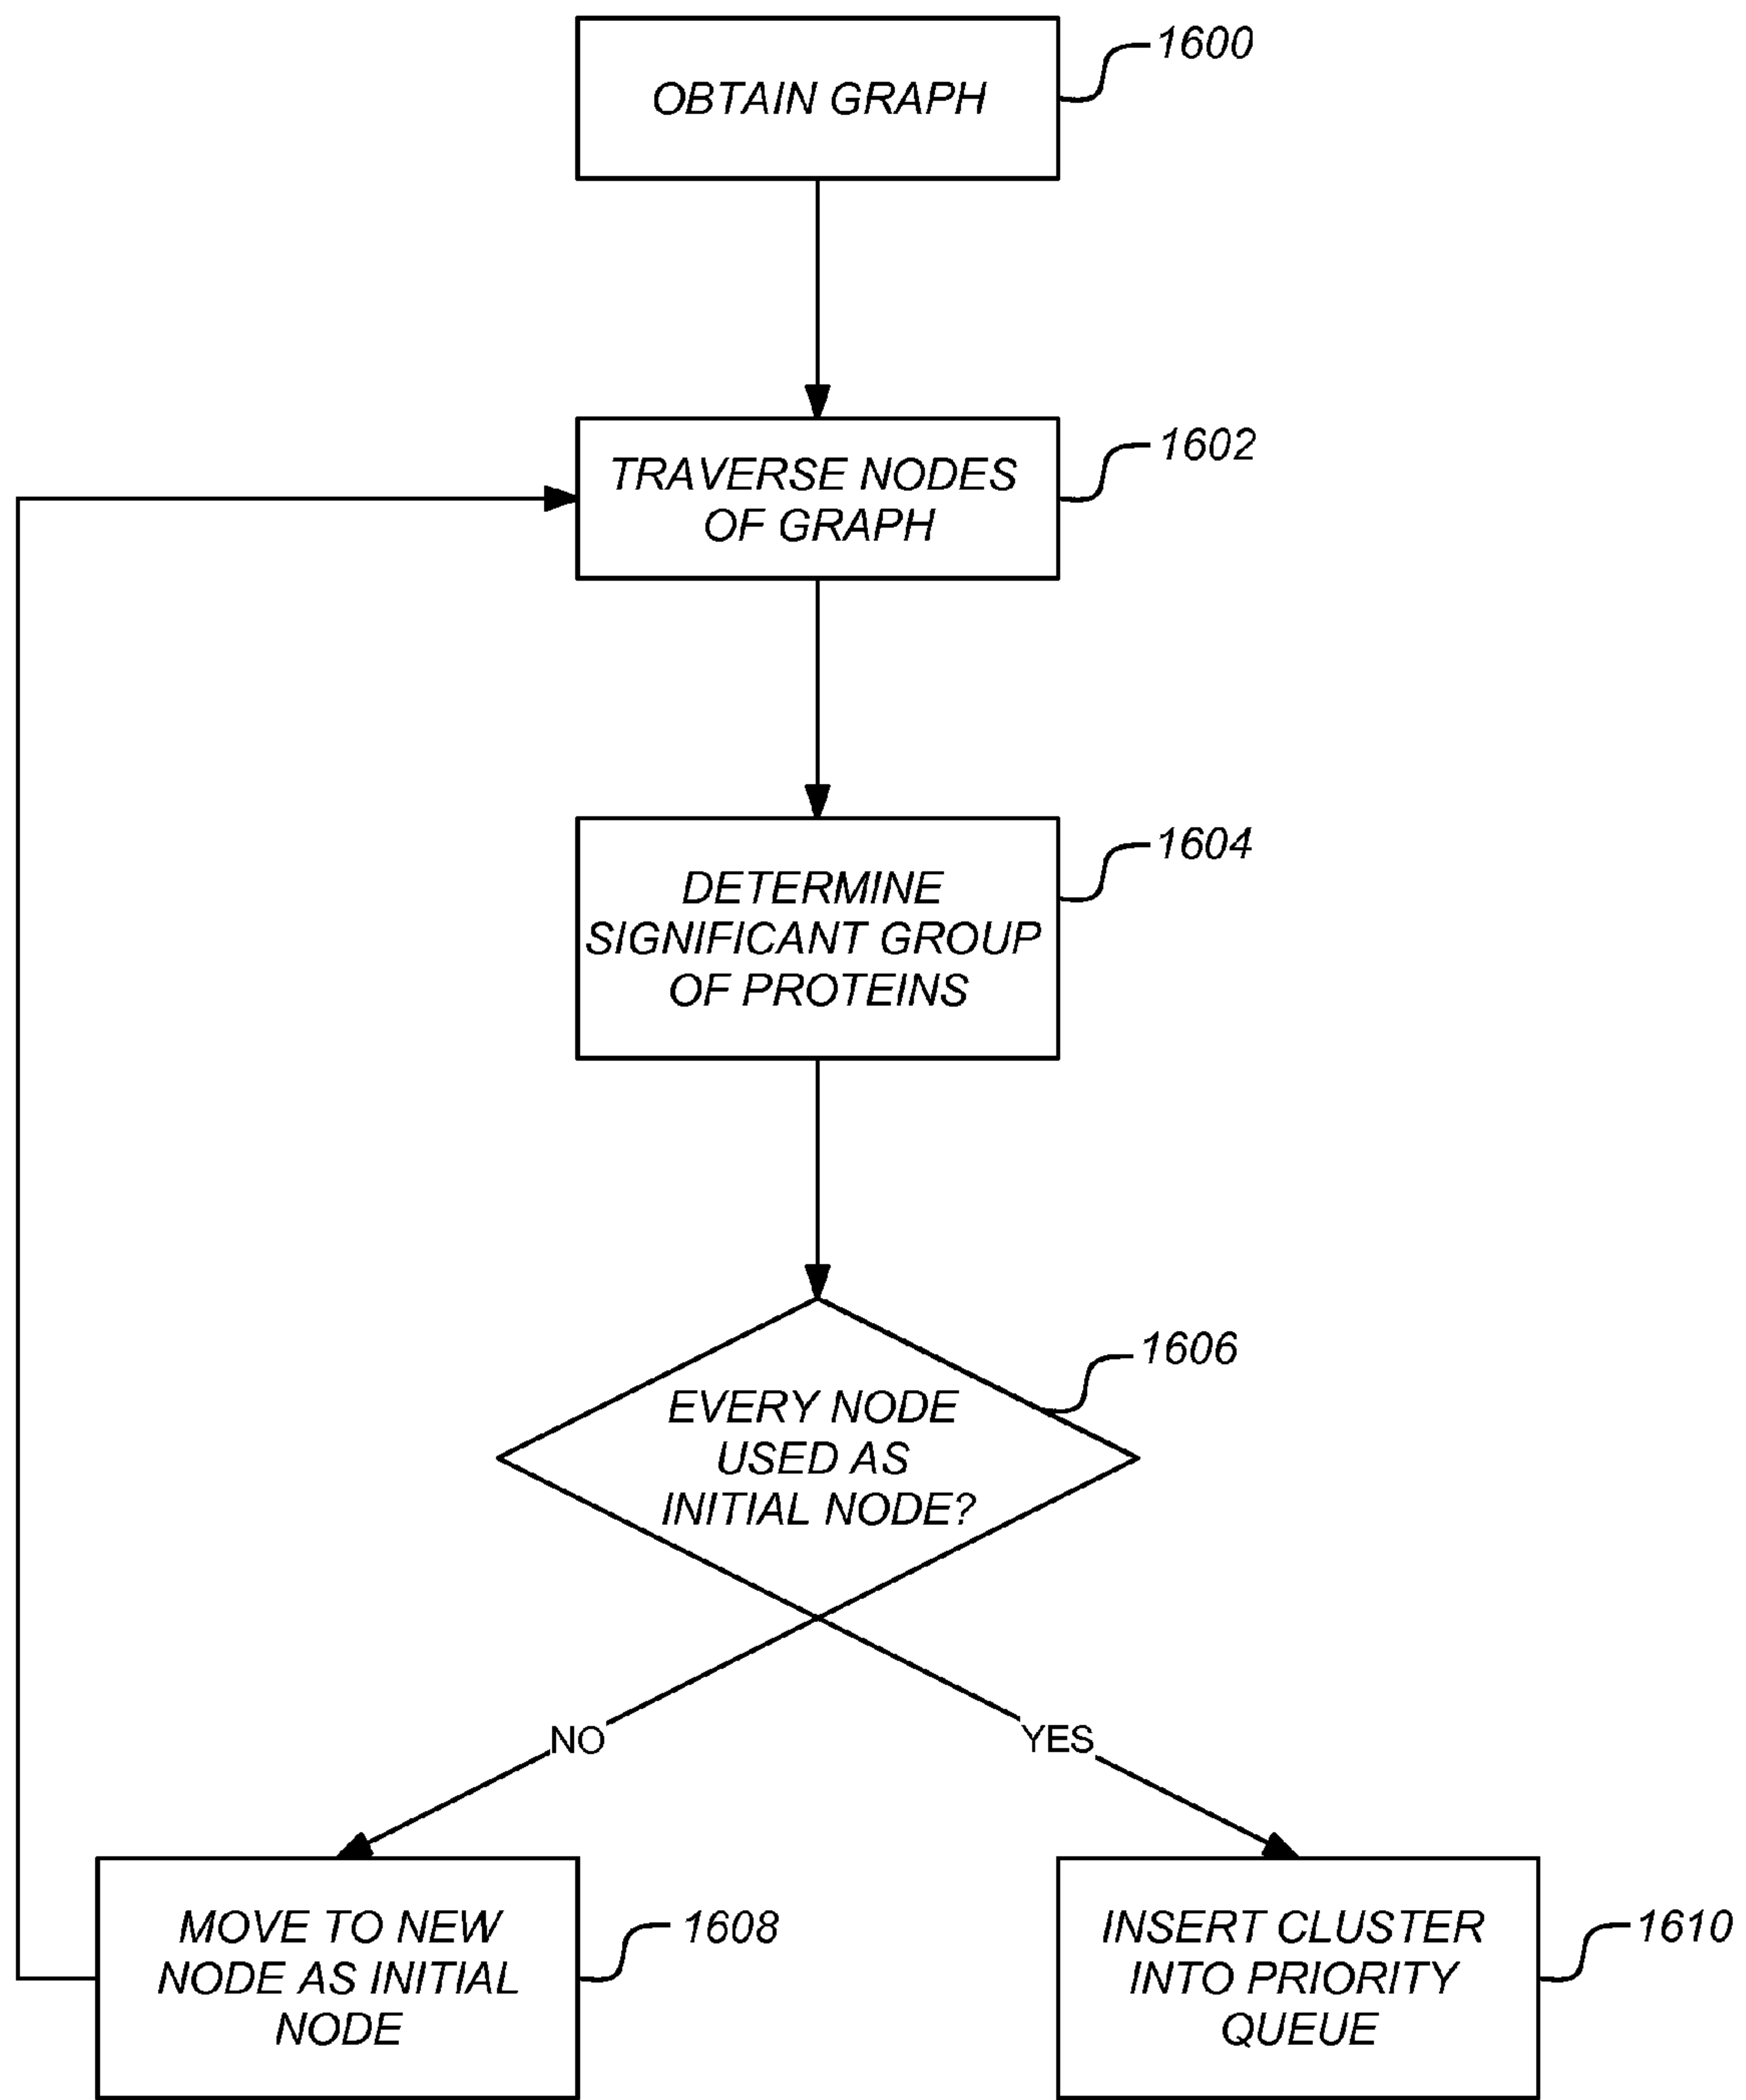 OBTAIN GRAPH
1600
TRAVERSE NODES
OF GRAPH
1602
DETERMINE
SIGNIFICANT GROUP
OF PROTEINS
1604
EVERY NODE
USED AS
INITIAL NODE?
1606
NO
YES
MOVE TO NEW
NODE AS INITIAL
NODE
1608
INSERT CLUSTER
INTO PRIORITY
QUEUE
1610